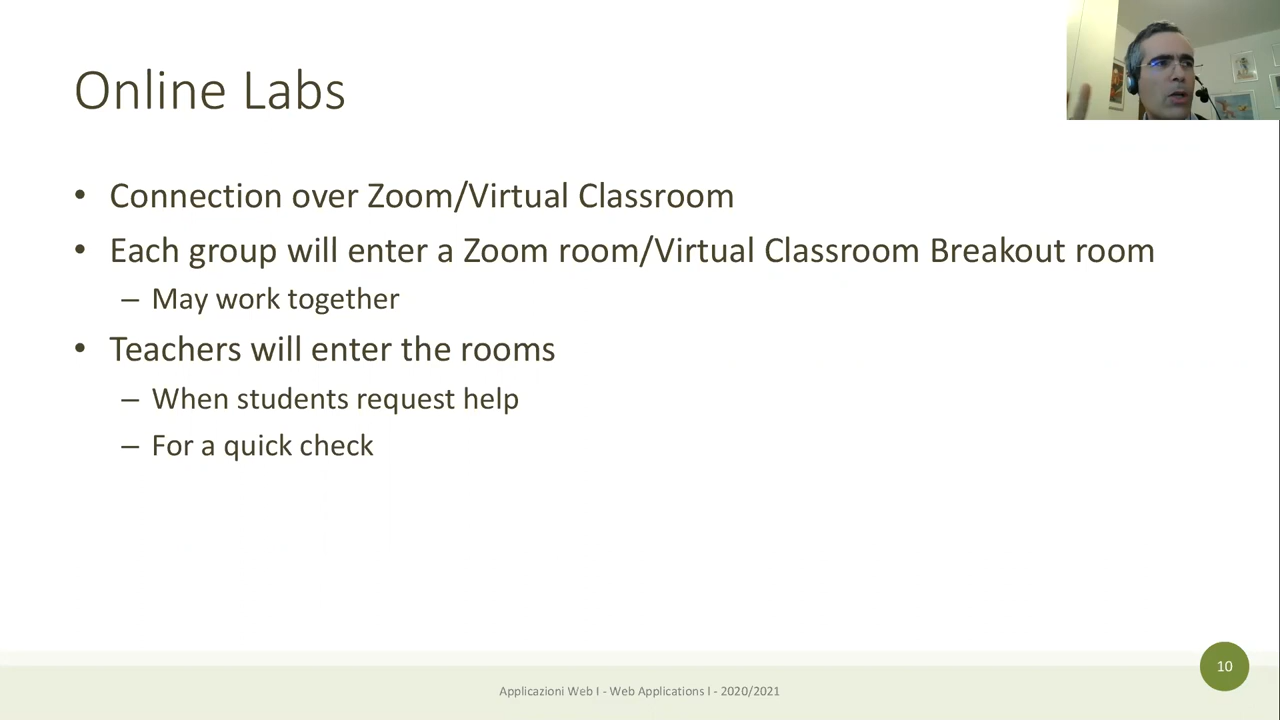 Online Labs
• Connection over Zoom/Virtual Classroom
• Each group will enter a Zoom room/Virtual Classroom Breakout room
– May work together
• Teachers will enter the rooms
– When students request help
– For a quick check
10
Applicazioni Web I - Web Applications I - 2020/2021